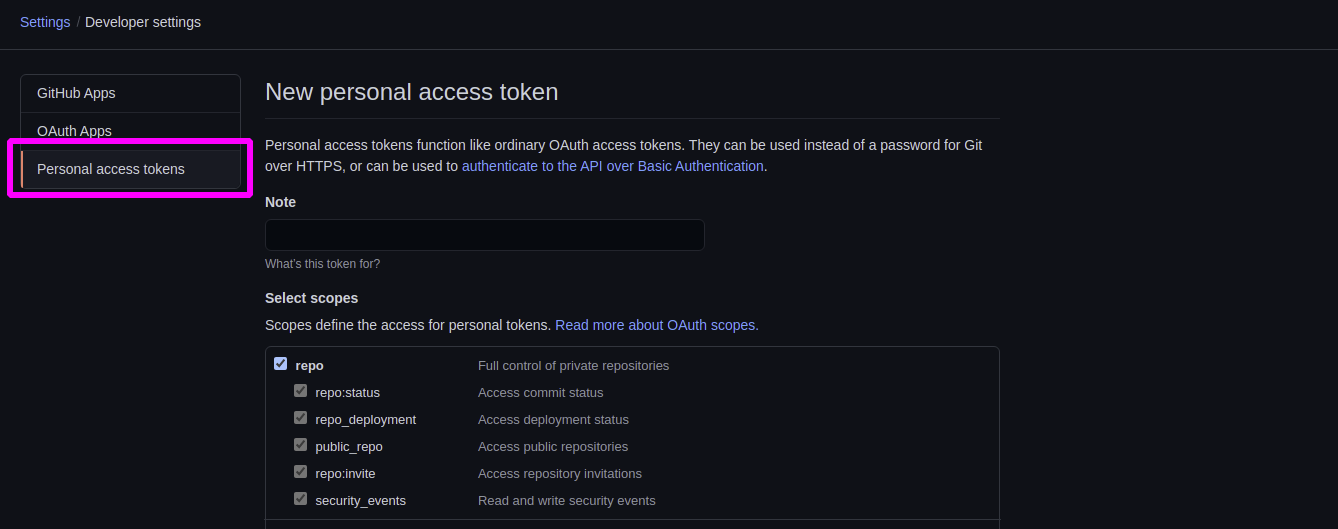 Settings / Developer settings
GitHub Apps
OAuth Apps
Personal access tokens
New personal access token
Personal access tokens function like ordinary OAuth access tokens. They can be used instead of a password for Git
over HTTPS, or can be used to authenticate to the API over Basic Authentication.
Note
What's this token for?
Select scopes
Scopes define the access for personal tokens. Read more about OAuth scopes.
repo Full control of private repositories
repo:status Access commit status
repo_deployment Access deployment status
public_repo Access public repositories
repo:invite Access repository invitations
security_events Read and write security events